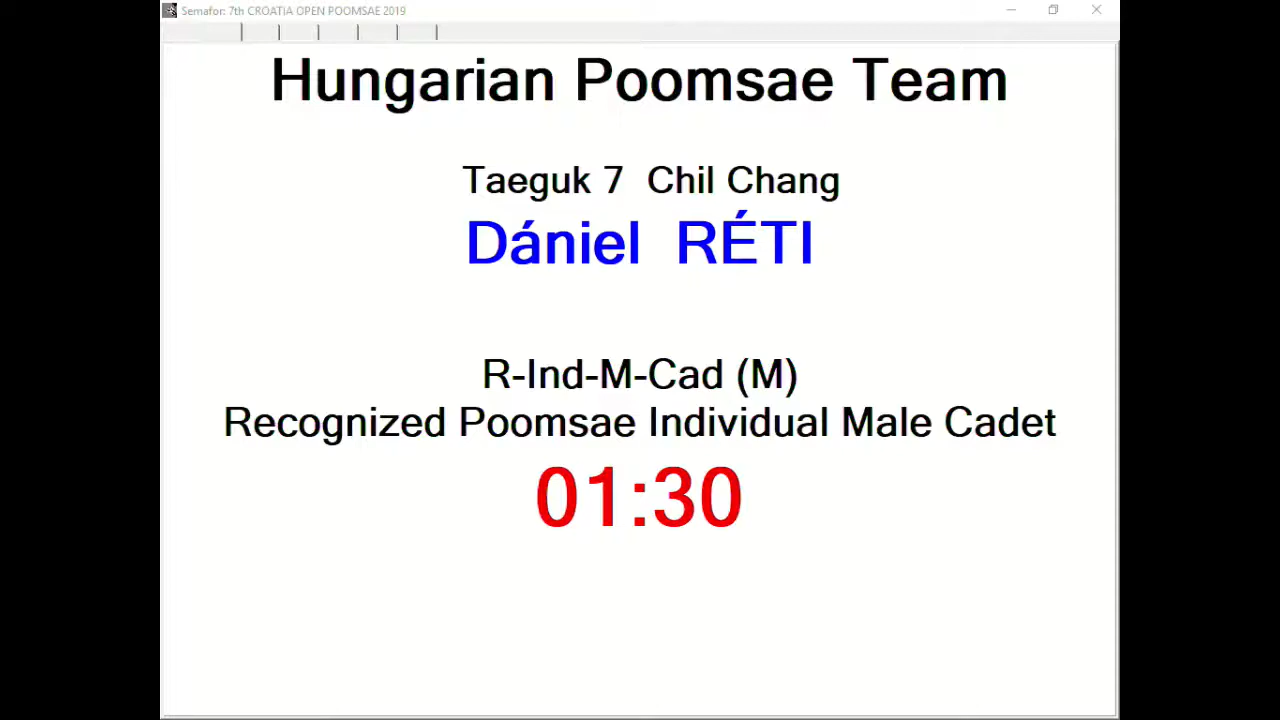 Semafor: 7th CROATIA OPEN POOMSAE 2019
Hungarian Poomsae Team
Taeguk 7 Chil Chang
Dániel RÉTI
R-Ind-M-Cad (M)
Recognized Poomsae Individual Male Cadet
01:30